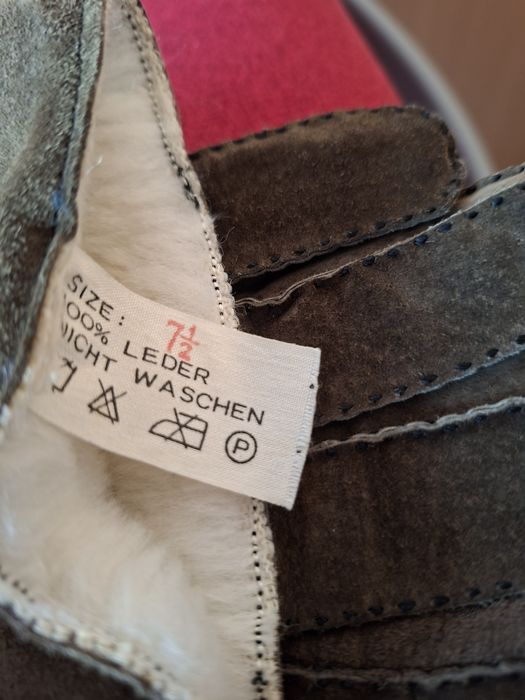 SIZE: 7½
100% LEDER
NICHT WASCHEN
P